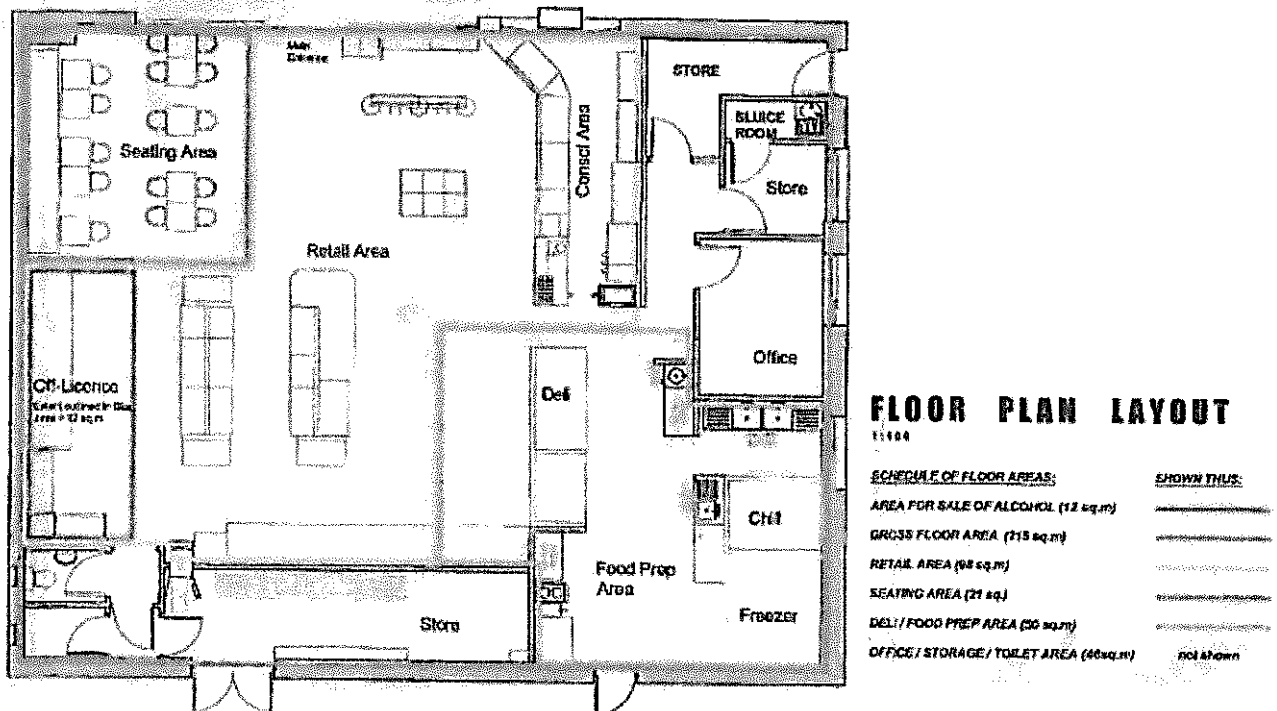 STORE
SLUICE
ROOM
Seating Area
Consol Area
Store
Retail Area
Office
Off-Licence
Deli
Chill
Food Prep
Area
Store
Freezer
FLOOR PLAN LAYOUT
SCHEDULE OF FLOOR AREAS:
SHOWN THUS:
AREA FOR SALE OF ALCOHOL (12 sq.m)
GROSS FLOOR AREA (215 sq.m)
RETAIL AREA (98 sq.m)
SEATING AREA (21 sq.)
DELI / FOOD PREP AREA (50 sq.m)
OFFICE / STORAGE / TOILET AREA (46sq.m)
not shown